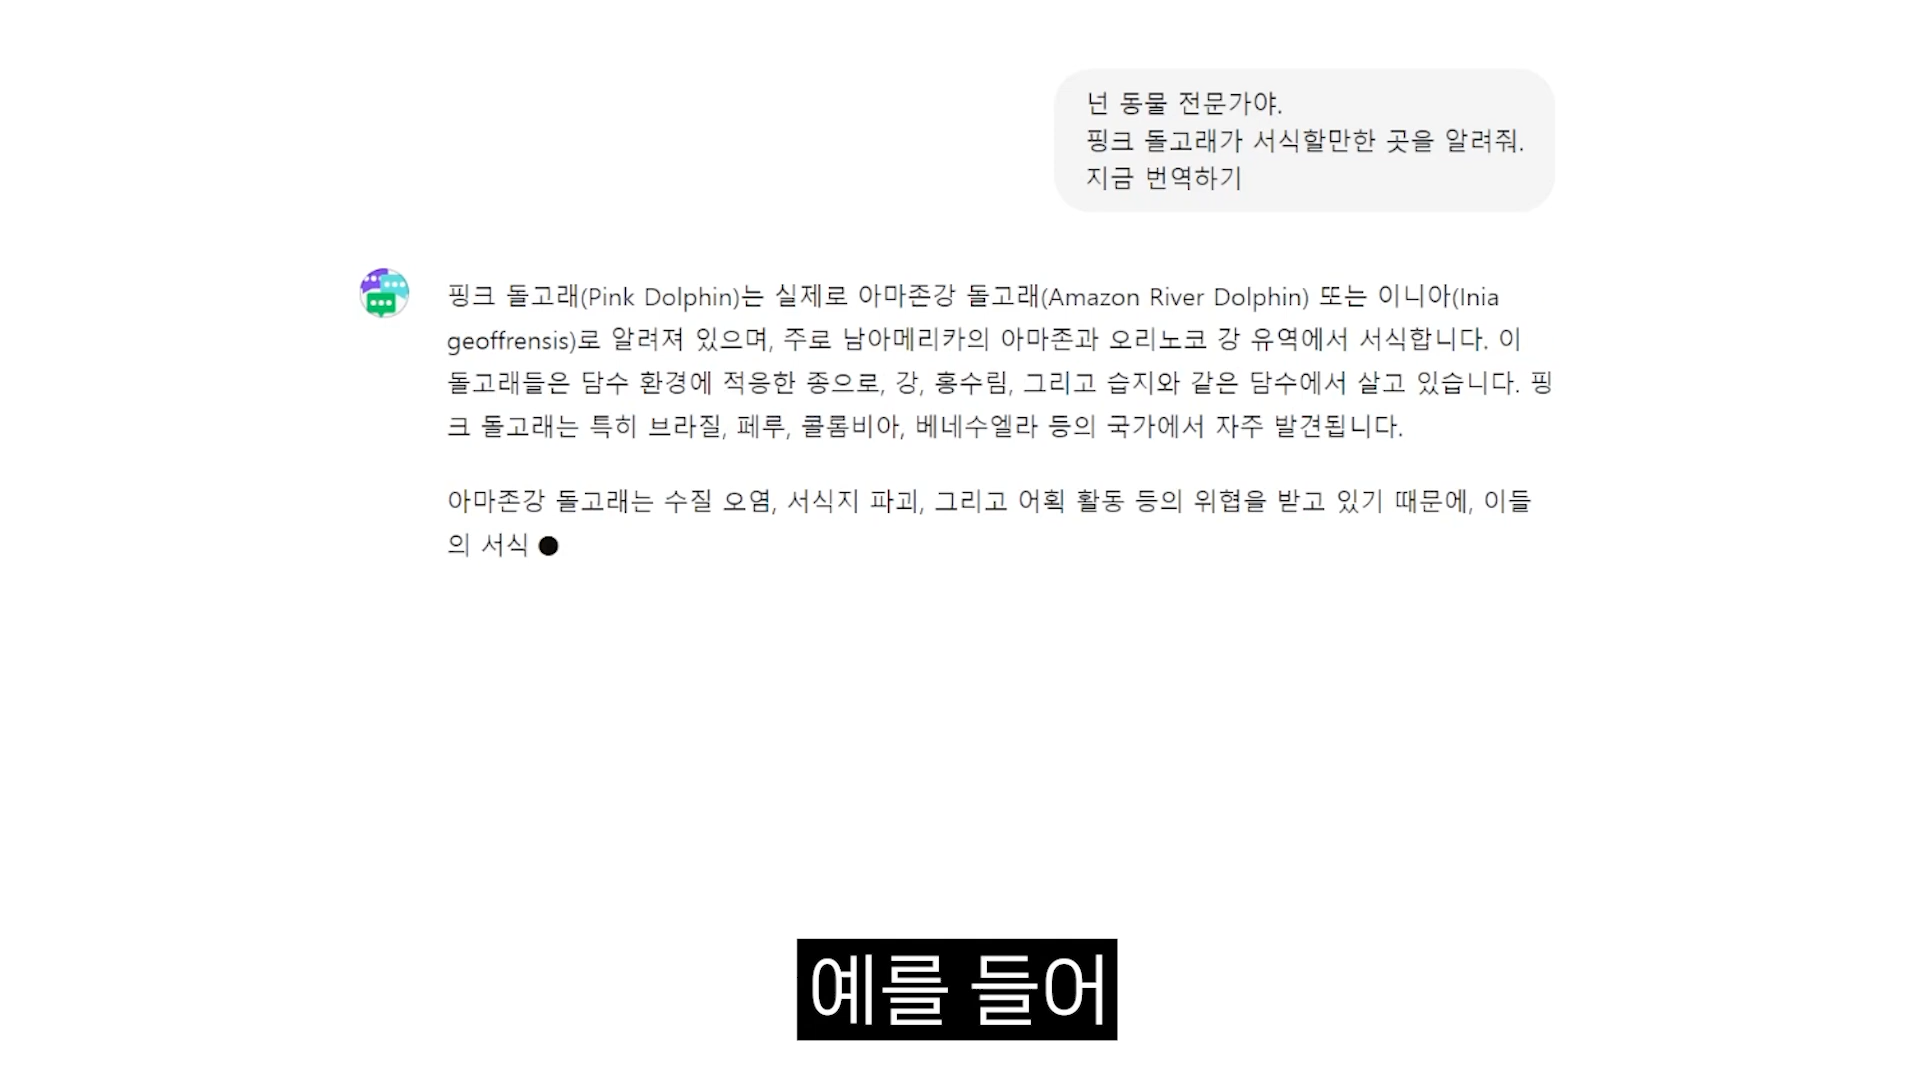 넌 동물 전문가야.
핑크 돌고래가 서식할만한 곳을 알려줘.
지금 번역하기
핑크 돌고래(Pink Dolphin)는 실제로 아마존강 돌고래(Amazon River Dolphin) 또는 이니아(Inia
geoffrensis)로 알려져 있으며, 주로 남아메리카의 아마존과 오리노코 강 유역에서 서식합니다. 이
돌고래들은 담수 환경에 적응한 종으로, 강, 홍수림, 그리고 습지와 같은 담수에서 살고 있습니다. 핑
크 돌고래는 특히 브라질, 페루, 콜롬비아, 베네수엘라 등의 국가에서 자주 발견됩니다.
아마존강 돌고래는 수질 오염, 서식지 파괴, 그리고 어획 활동 등의 위협을 받고 있기 때문에, 이들
의 서식
예를 들어